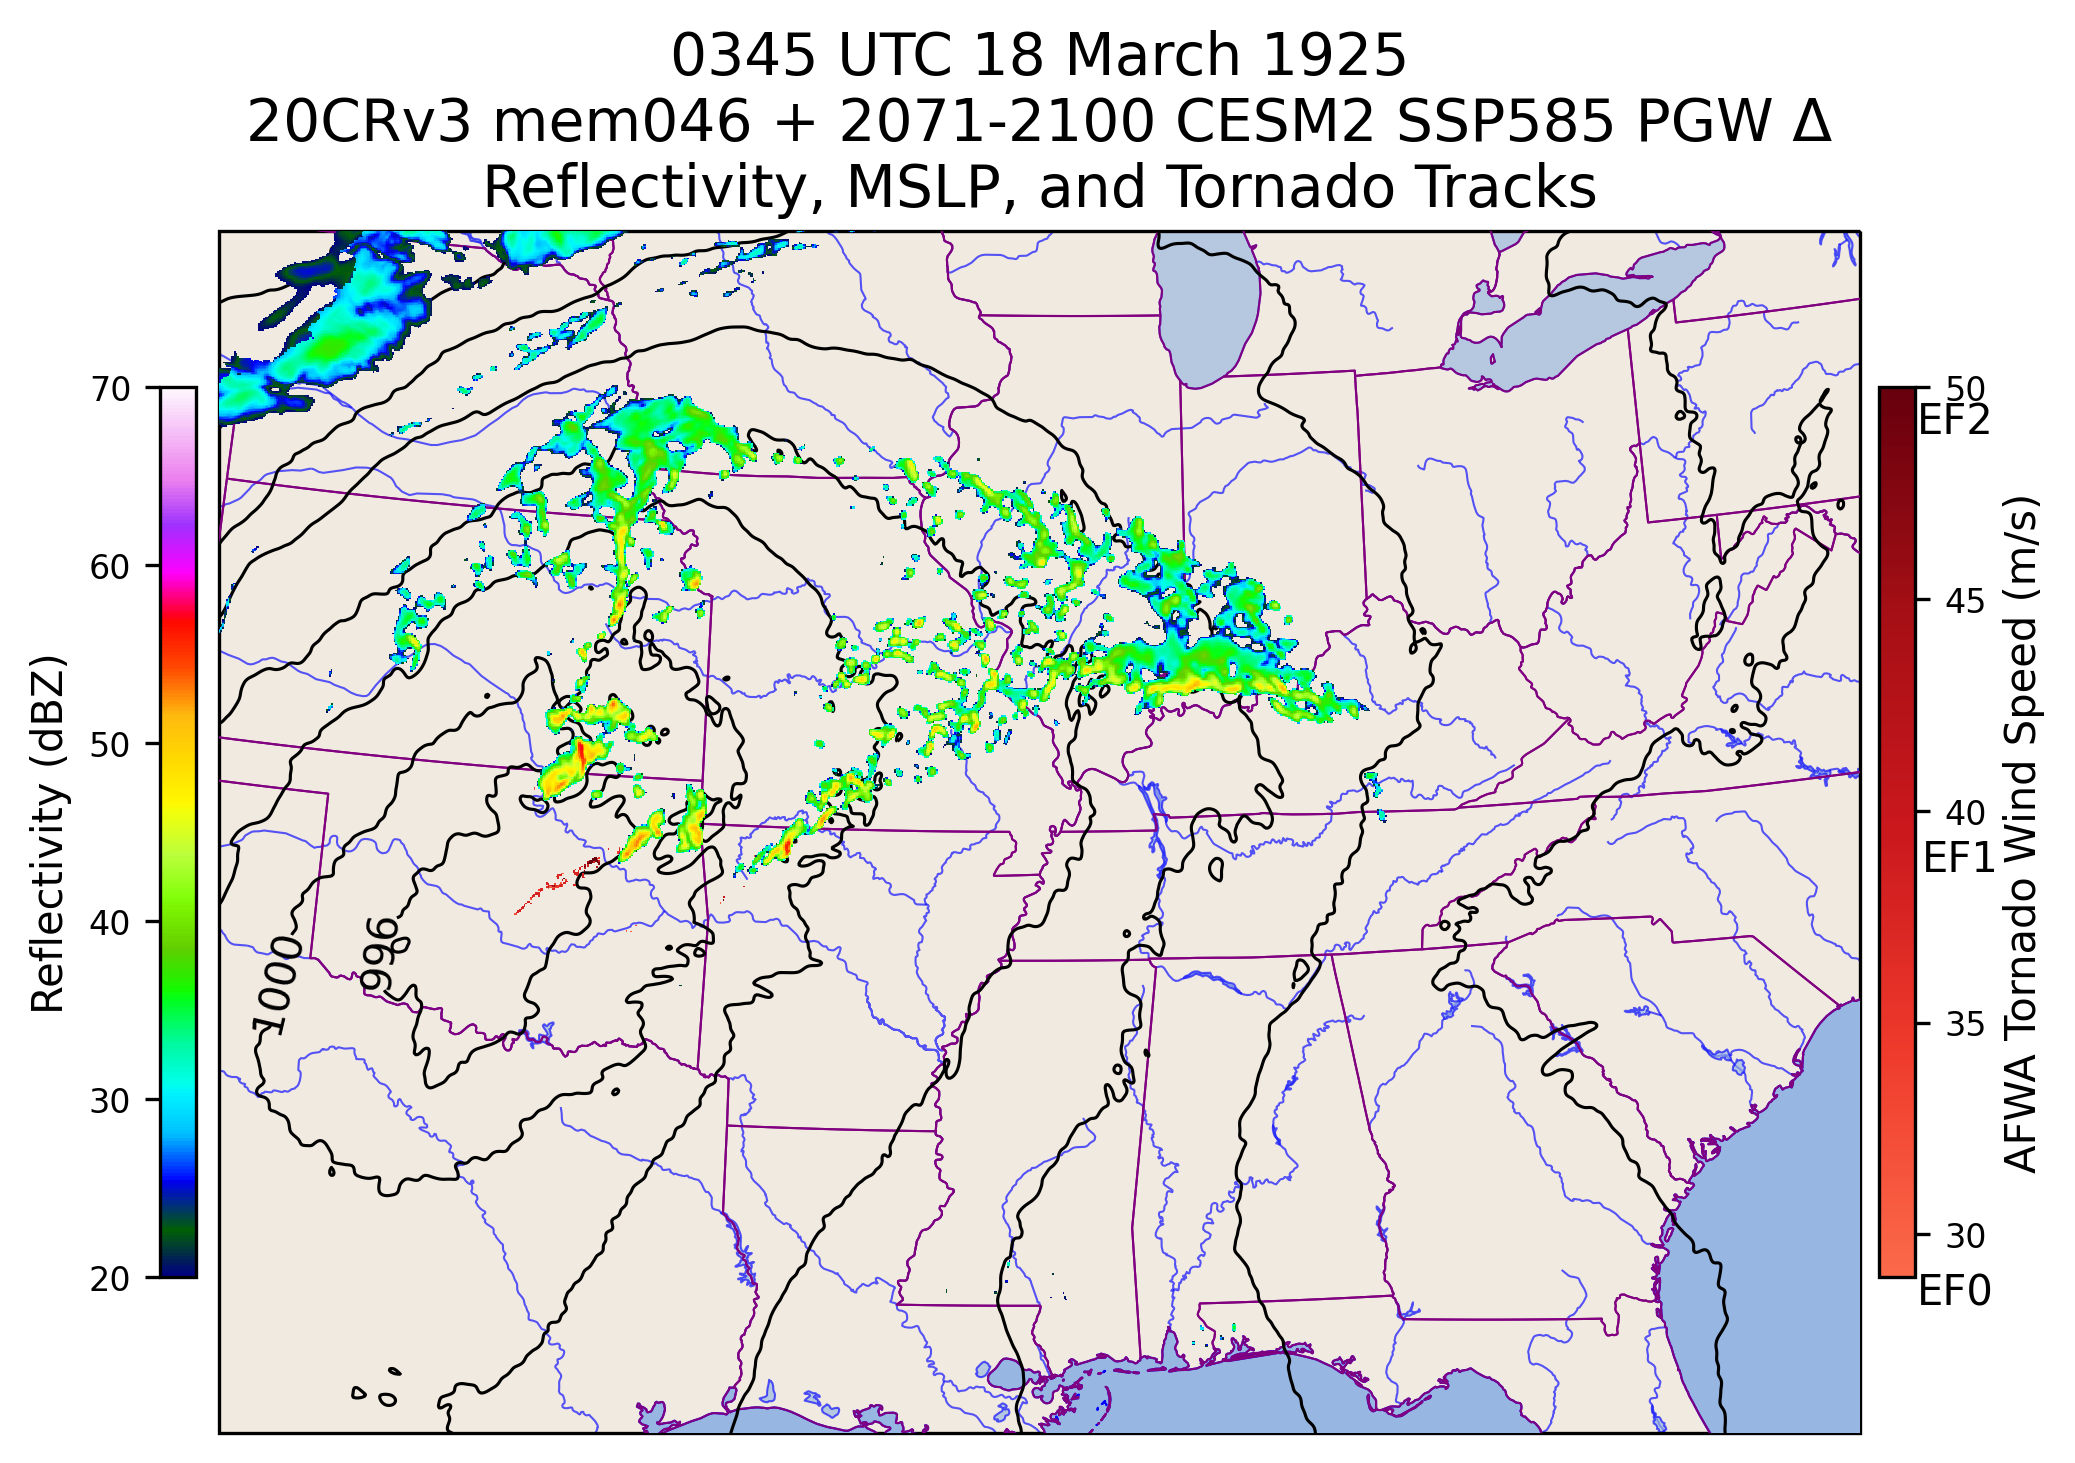 0345 UTC 18 March 1925
20CRv3 mem046 + 2071-2100 CESM2 SSP585 PGW Δ
Reflectivity, MSLP, and Tornado Tracks
70
60
50
40
30
20
Reflectivity (dBZ)
1000
996
50
EF2
45
40
EF1
35
30
EF0
AFWA Tornado Wind Speed (m/s)